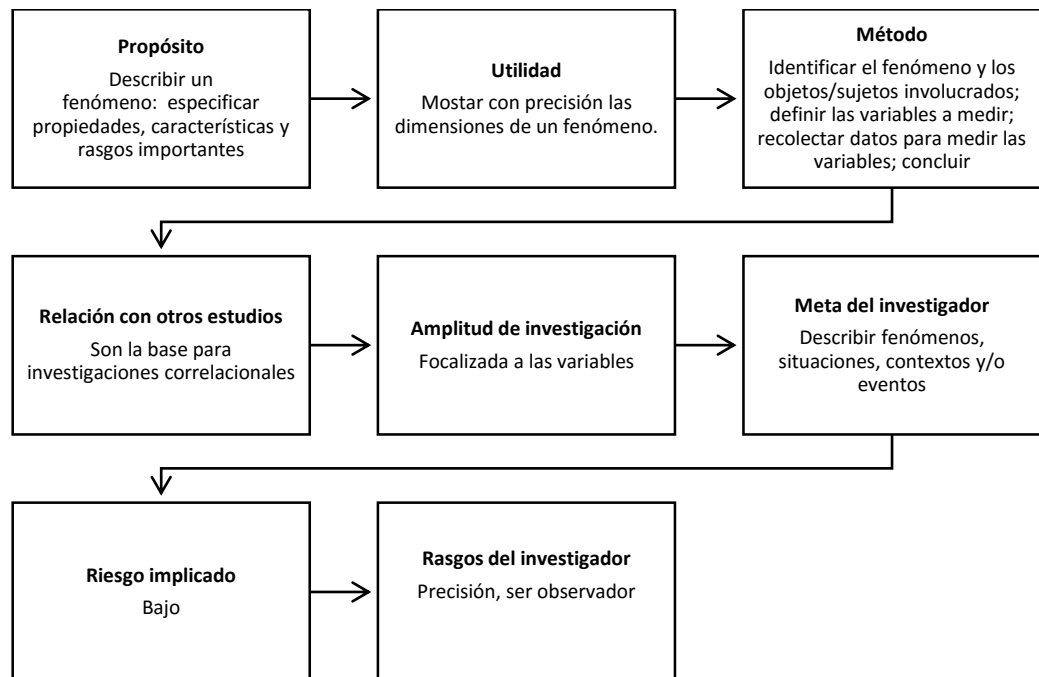 Propósito
Describir un
fenómeno: especificar
propiedades, características y
rasgos importantes
Utilidad
Mostar con precisión las
dimensiones de un fenómeno.
Método
Identificar el fenómeno y los
objetos/sujetos involucrados;
definir las variables a medir;
recolectar datos para medir las
variables; concluir
Relación con otros estudios
Son la base para
investigaciones correlacionales
Amplitud de investigación
Focalizada a las variables
Meta del investigador
Describir fenómenos,
situaciones, contextos y/o
eventos
Riesgo implicado
Bajo
Rasgos del investigador
Precisión, ser observador